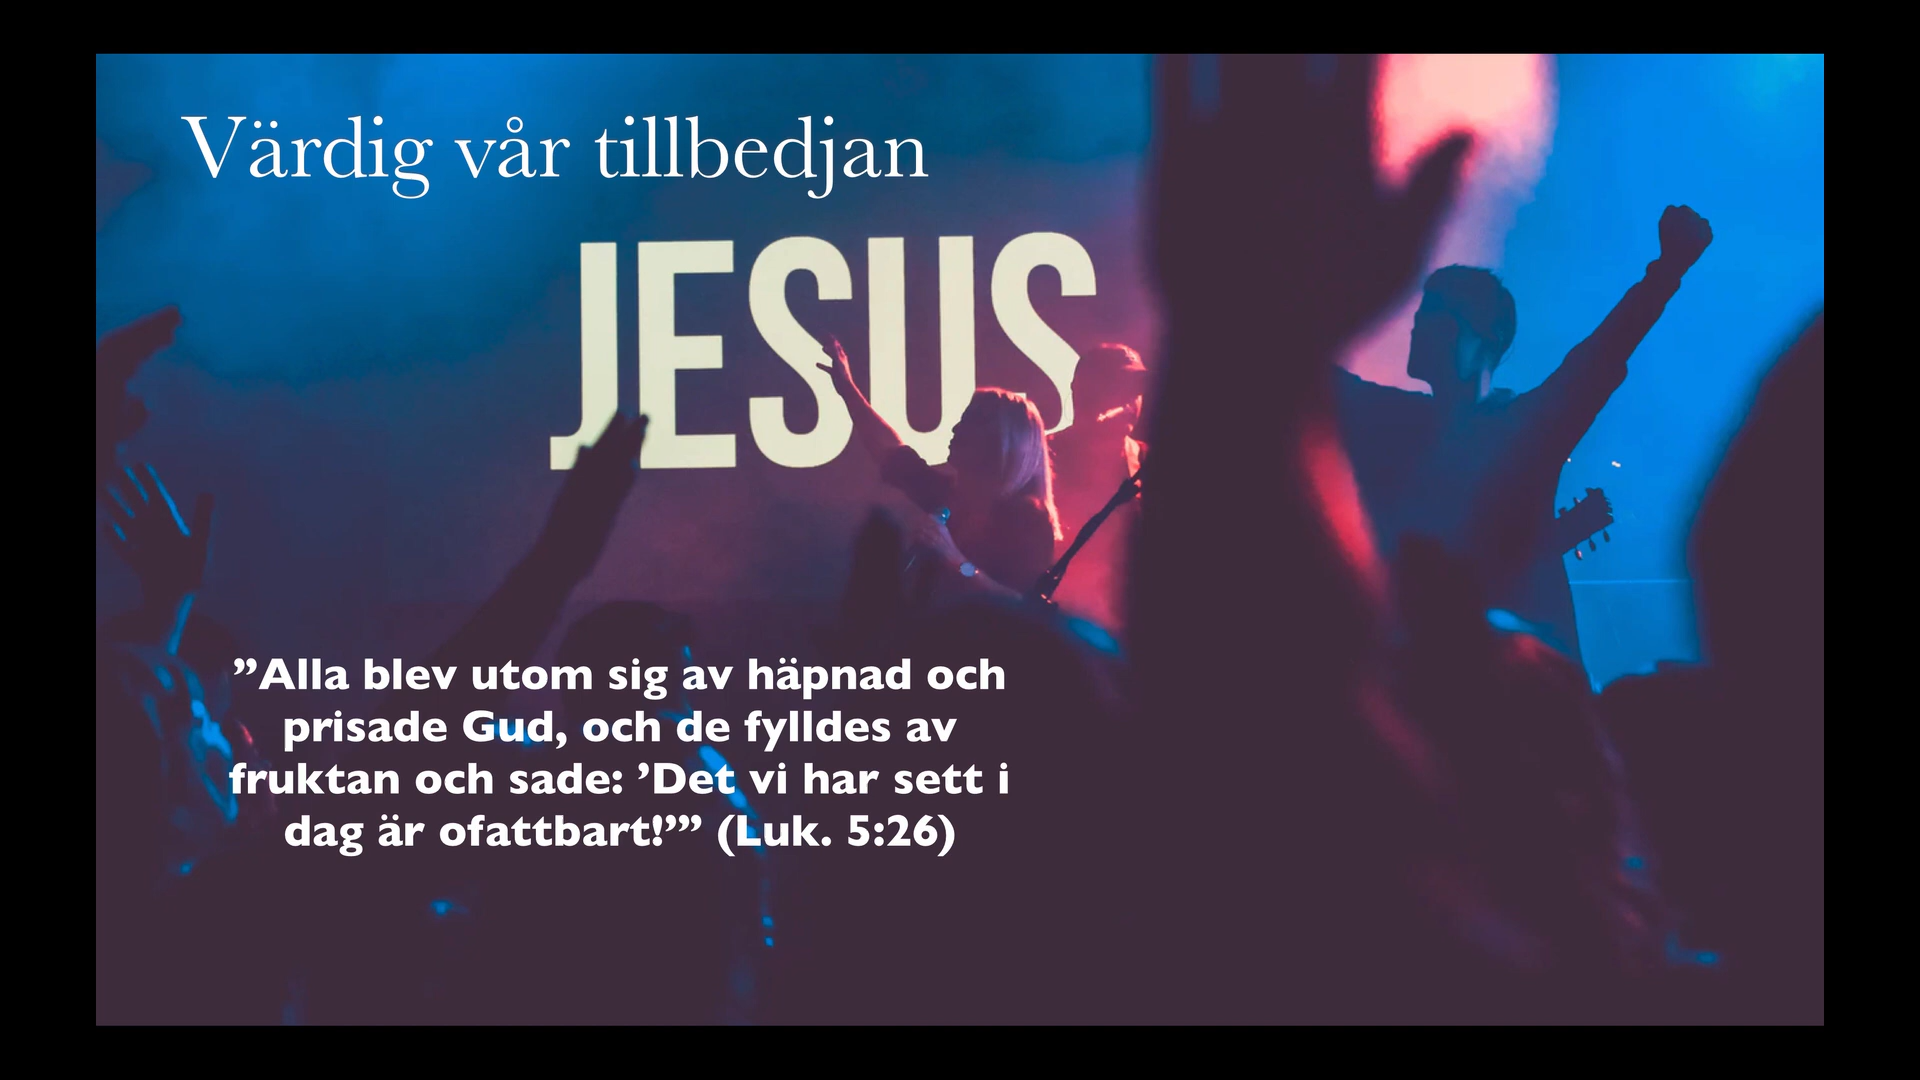 Värdig vår tillbedjan
JESUS
”Alla blev utom sig av häpnad och
prisade Gud, och de fylldes av
fruktan och sade: ’Det vi har sett i
dag är ofattbart!’” (Luk. 5:26)